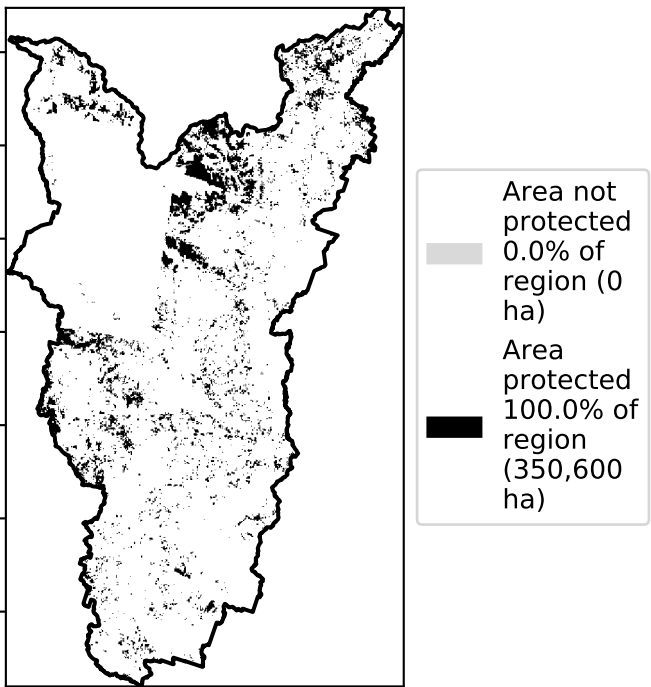 Area not
protected
0.0% of
region (0
ha)
Area
protected
100.0% of
region
(350,600
ha)